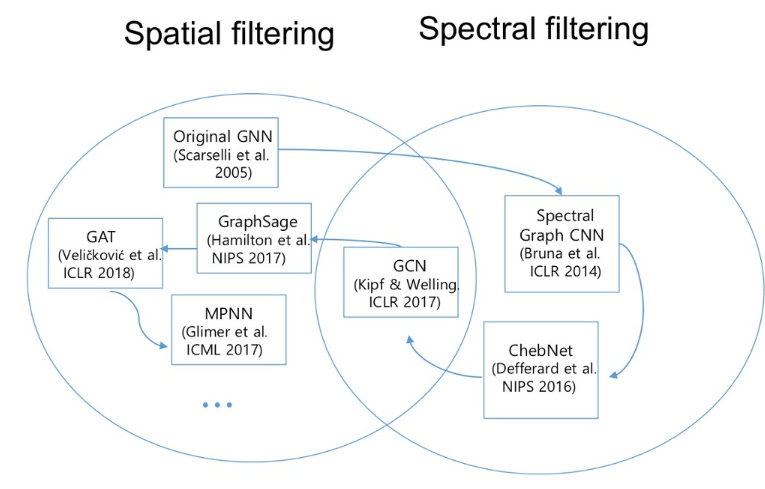 Spatial filtering
Spectral filtering
Original GNN
(Scarselli et al.
2005)
GraphSage
(Hamilton et al.
NIPS 2017)
GAT
(Veličković et al.
ICLR 2018)
MPNN
(Glimer et al.
ICML 2017)
...
GCN
(Kipf & Welling.
ICLR 2017)
Spectral
Graph CNN
(Bruna et al.
ICLR 2014)
ChebNet
(Defferard et al.
NIPS 2016)